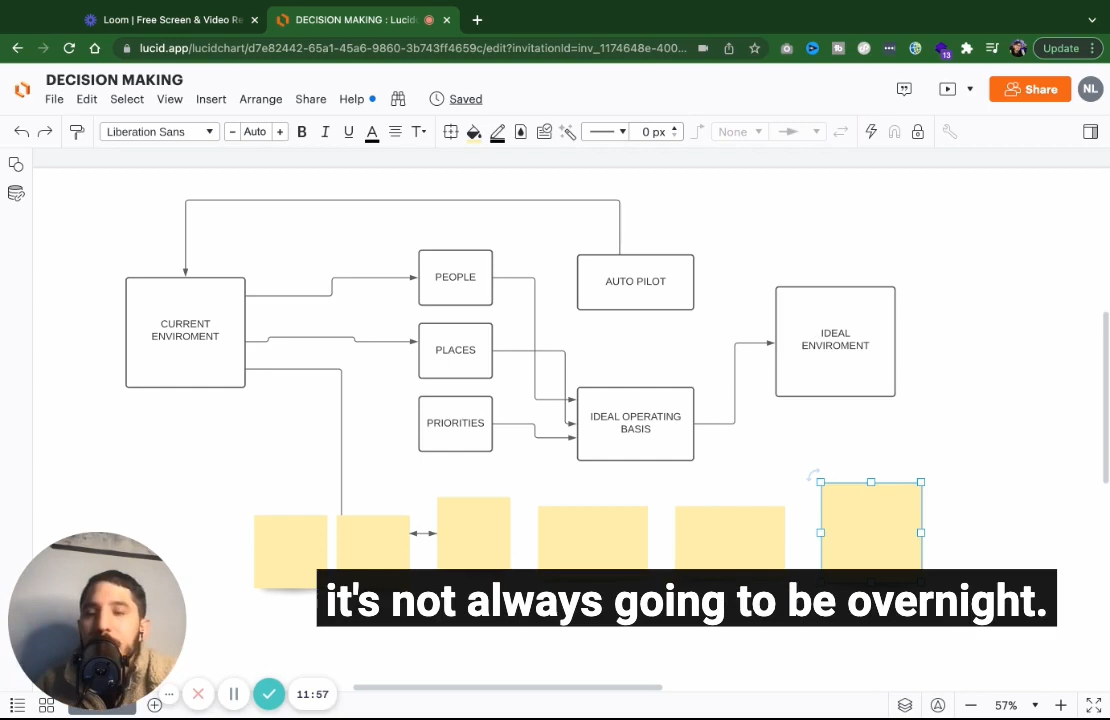 Loom | Free Screen & Video Re
DECISION MAKING : Lucid
lucid.app/lucidchart/d7e82442-65a1-45a6-9860-3b743ff4659c/edit?invitationId=inv_1174648e-400...
13
Update
DECISION MAKING
File Edit Select View Insert Arrange Share Help
Saved
Share
NL
Liberation Sans
Auto
B I U A T
0 px
None
CURRENT
ENVIROMENT
PEOPLE
PLACES
PRIORITIES
AUTO PILOT
IDEAL OPERATING
BASIS
IDEAL
ENVIROMENT
it's not always going to be overnight.
11:57
57%